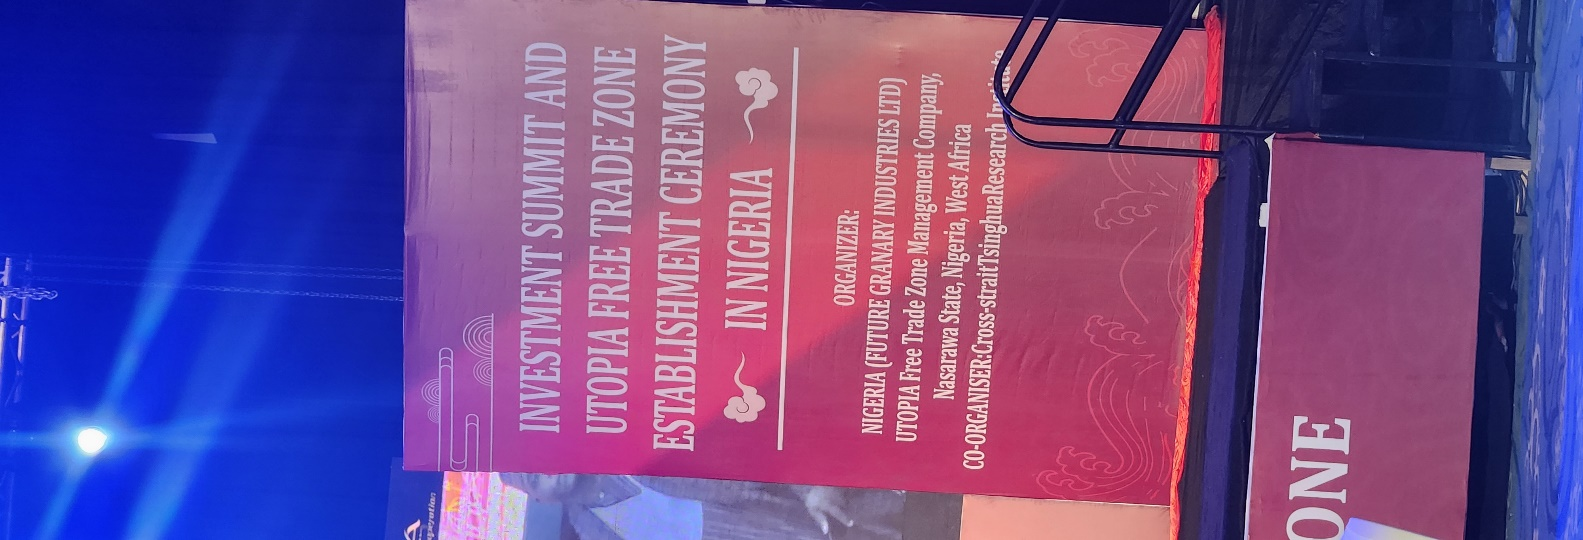 INVESTMENT SUMMIT AND
UTOPIA FREE TRADE ZONE
ESTABLISHMENT CEREMONY
IN NIGERIA
ORGANIZER:
NIGERIA (FUTURE GRANARY INDUSTRIES LTD)
UTOPIA Free Trade Zone Management Company,
Nasarawa State, Nigeria, West Africa
CO-ORGANISER:Cross-straitTsinghuaResearch Institute
ONE